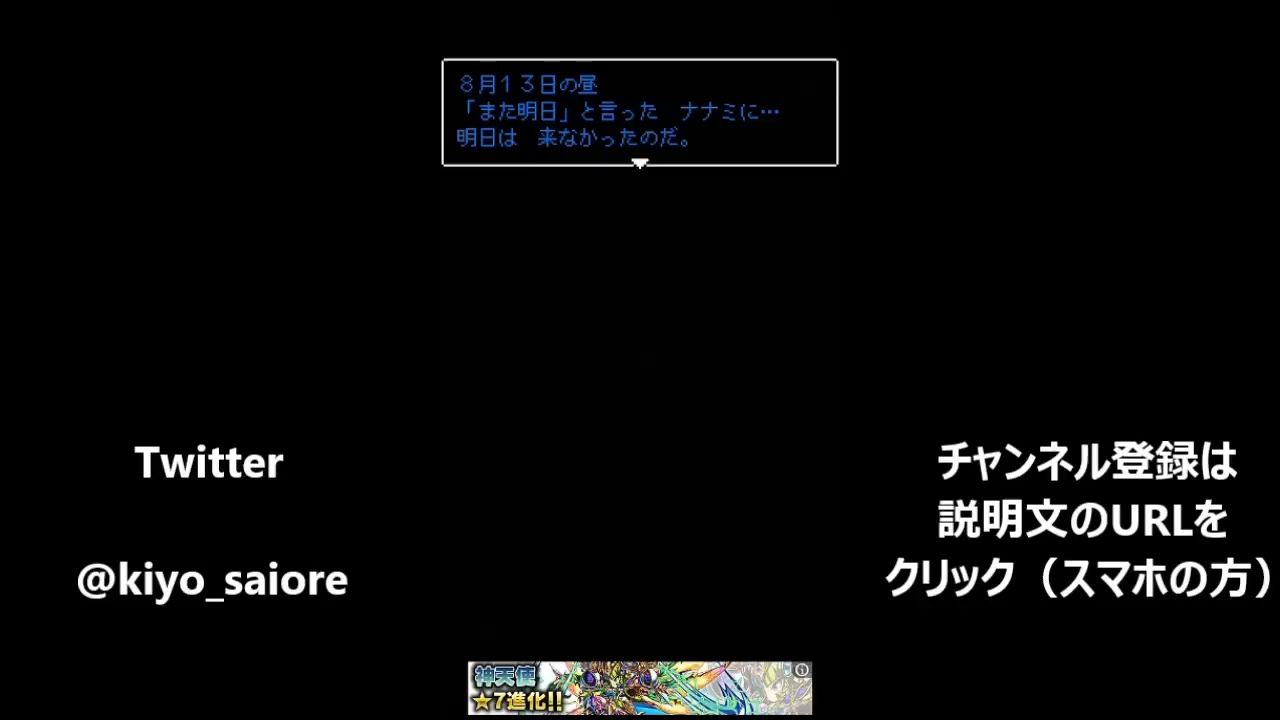 ８月１３日の昼
「また明日」と言った　ナナミに…
明日は　来なかったのだ。
Twitter
@kiyo_saiore
チャンネル登録は
説明文のURLを
クリック（スマホの方）
神天使
★7進化!!